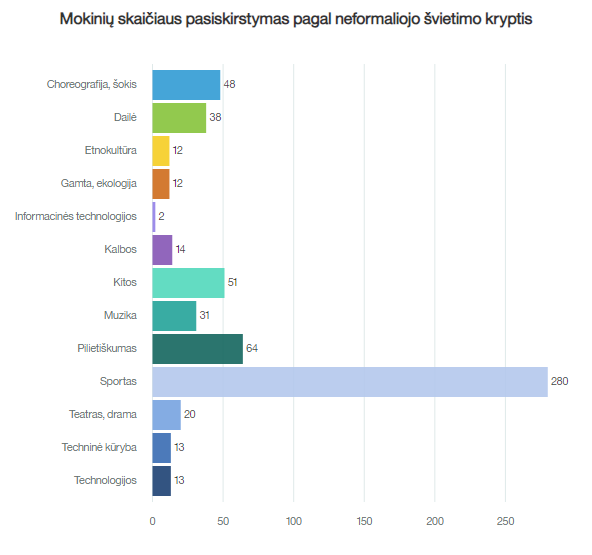 Mokinių skaičiaus pasiskirstymas pagal neformaliojo švietimo kryptis
Choreografija, šokis 48
Dailė 38
Etnokultūra 12
Gamta, ekologija 12
Informacinės technologijos 2
Kalbos 14
Kitos 51
Muzika 31
Pilietiškumas 64
Sportas 280
Teatras, drama 20
Techninė kūryba 13
Technologijos 13
0 50 100 150 200 250